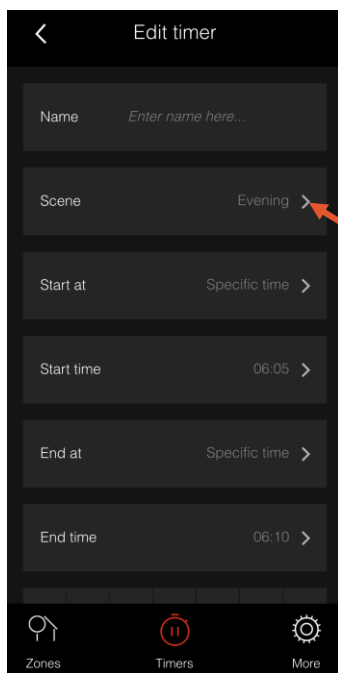 Edit timer
Name Enter name here...
Scene Evening
Start at Specific time
Start time 06:05
End at Specific time
End time 06:10
Zones Timers More